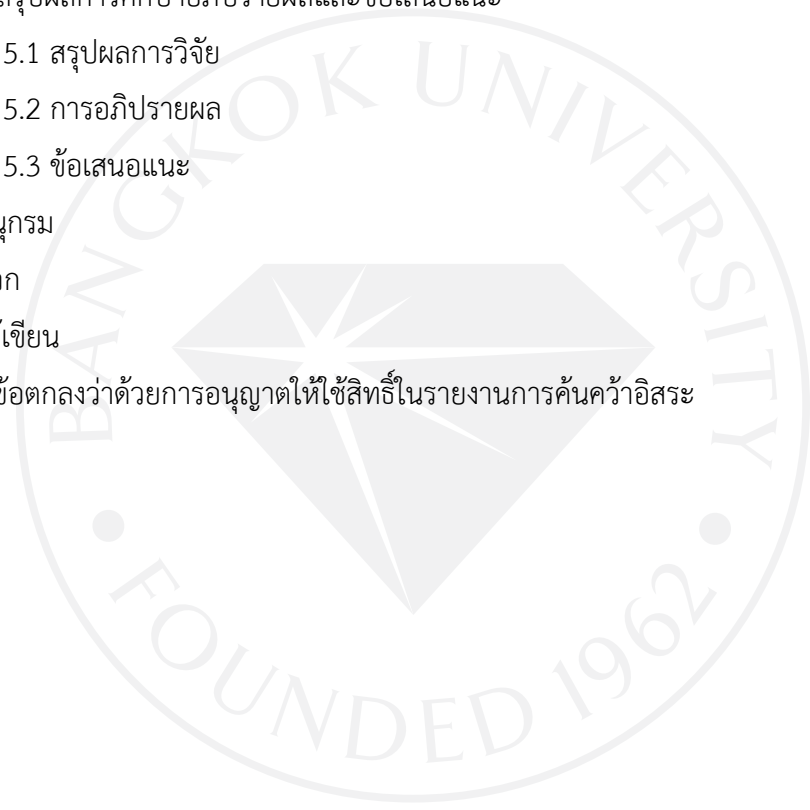 5.1 สรุปผลการวิจัย
5.2 การอภิปรายผล
5.3 ข้อเสนอแนะ
นุกรม
วก
ู้เขียน
ข้อตกลงว่าด้วยการอนุญาตให้ใช้สิทธิ์ในรายงานการค้นคว้าอิสระ
BANGKOK UNIVERSITY
FOUNDED 1962